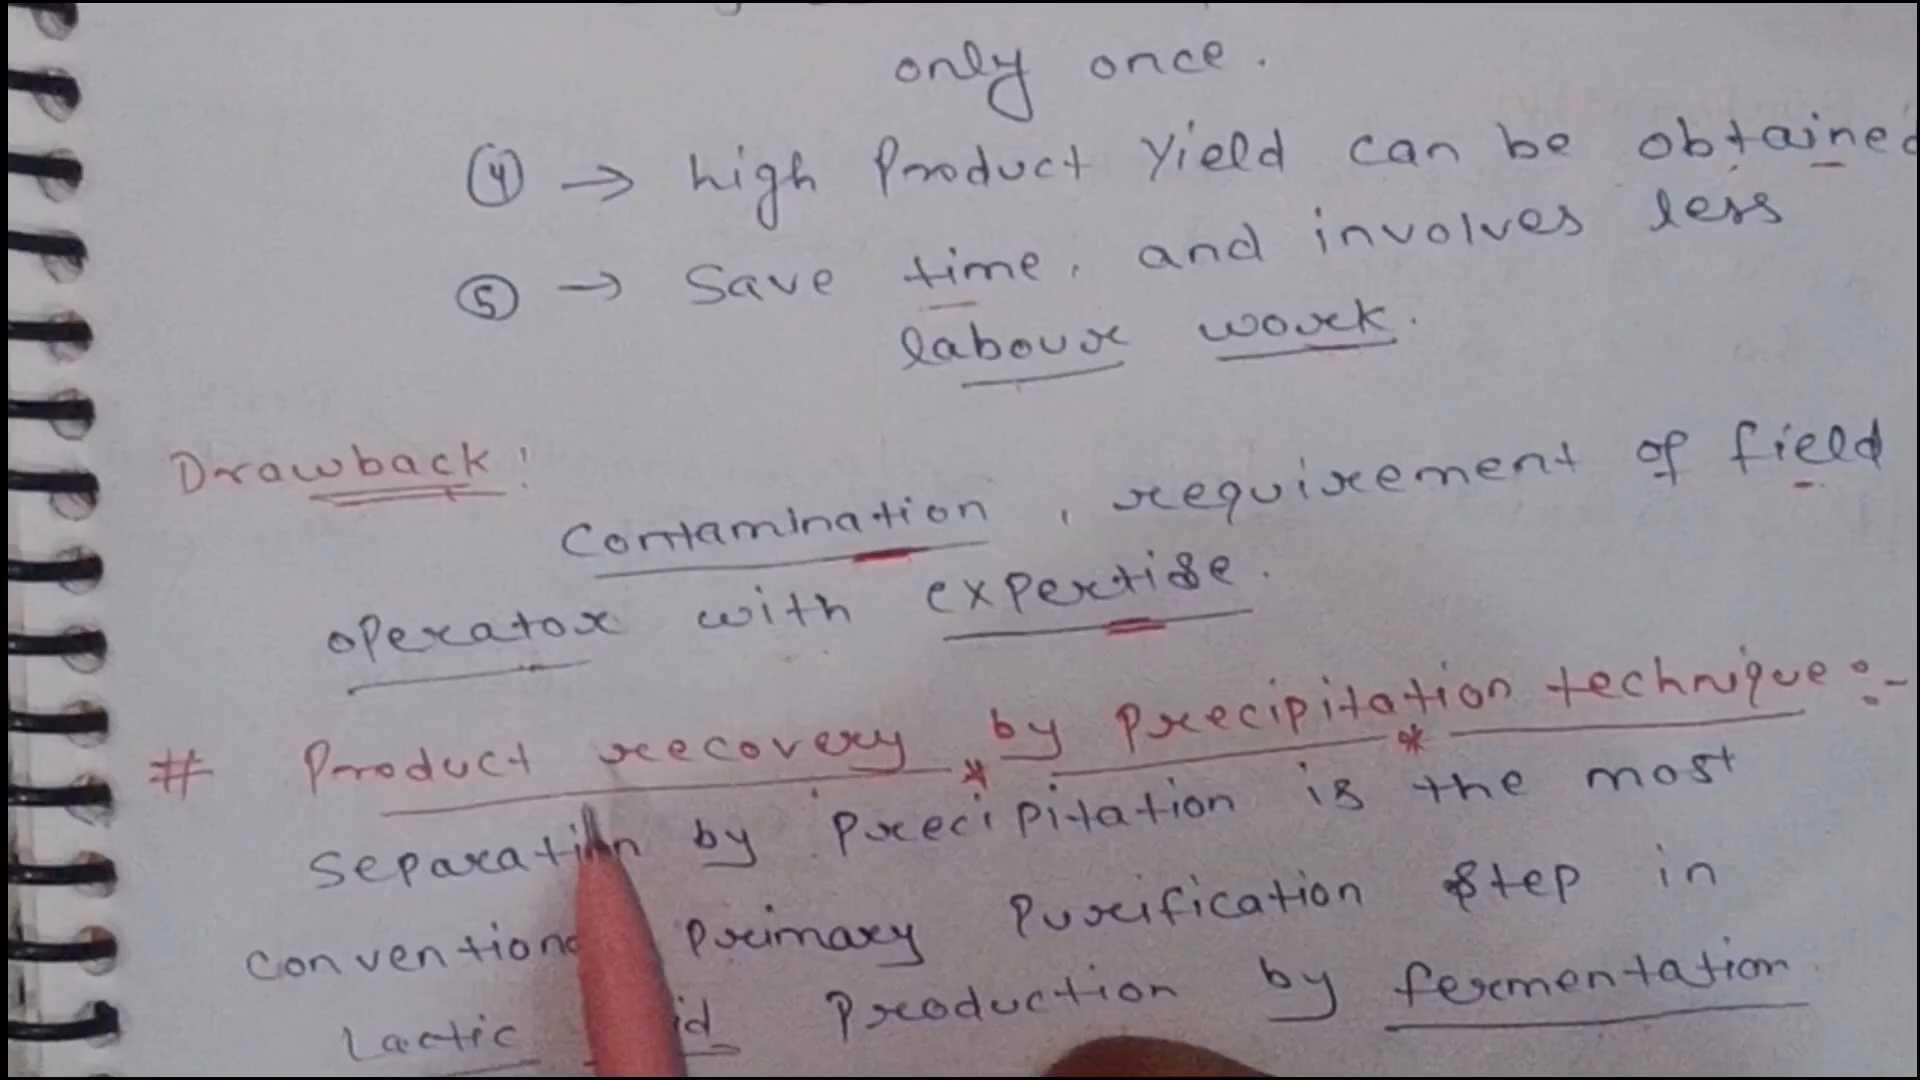 only once.
④ → high Product Yield can be obtained
⑤ → Save time, and involves less
labour work.
Drawback:
Contamination, requirement of field
operator with expertise.
# Product recovery by Precipitation technique :-
Separation by Precipitation is the most
conventiona Primary Purification step in
Lactic id Production by fermentation